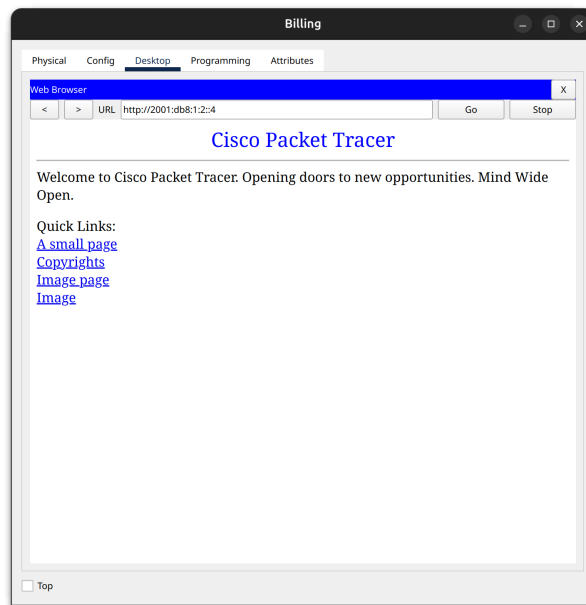 Billing
Physical Config Desktop Programming Attributes
Web Browser X
< > URL http://2001:db8:1:2::4 Go Stop
Cisco Packet Tracer
Welcome to Cisco Packet Tracer. Opening doors to new opportunities. Mind Wide
Open.
Quick Links:
A small page
Copyrights
Image page
Image
Top